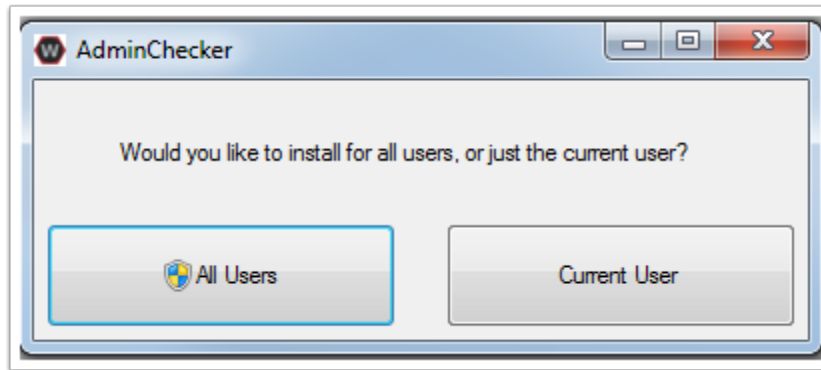 W AdminChecker
Would you like to install for all users, or just the current user?
All Users
Current User